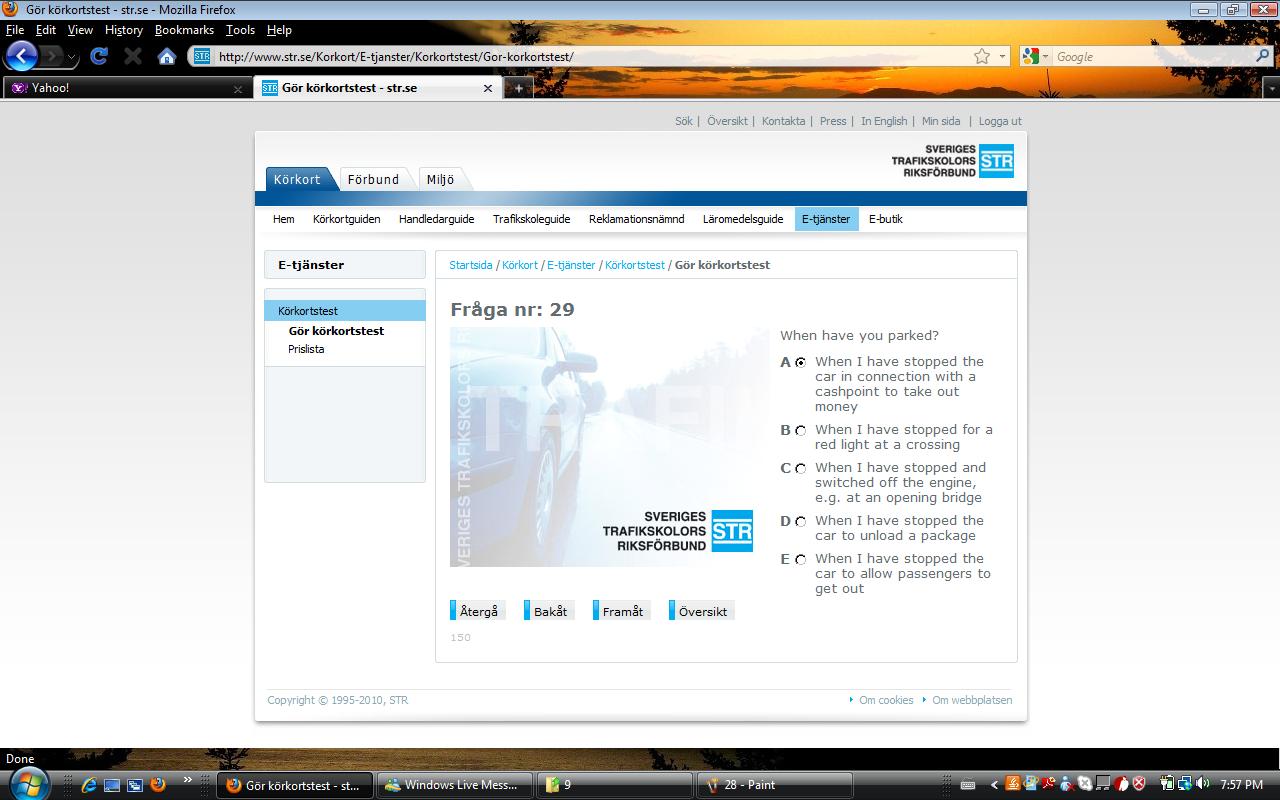 Gör körkortstest - str.se - Mozilla Firefox
File Edit View History Bookmarks Tools Help
STR http://www.str.se/Korkort/E-tjanster/Korkortstest/Gor-korkortstest/ Google
Yahoo! STR Gör körkortstest - str.se
Sök | Översikt | Kontakta | Press | In English | Min sida | Logga ut
SVERIGES
TRAFIKSKOLORS
RIKSFÖRBUND
STR
Körkort Förbund Miljö
Hem Körkortguiden Handledarguide Trafikskoleguide Reklamationsnämnd Läromedelsguide E-tjänster E-butik
E-tjänster
Körkortstest
Gör körkortstest
Prislista
Startsida / Körkort / E-tjänster / Körkortstest / Gör körkortstest
Fråga nr: 29
SVERIGES
TRAFIKSKOLORS
RIKSFÖRBUND
STR
When have you parked?
A When I have stopped the
car in connection with a
cashpoint to take out
money
B When I have stopped for a
red light at a crossing
C When I have stopped and
switched off the engine,
e.g. at an opening bridge
D When I have stopped the
car to unload a package
E When I have stopped the
car to allow passengers to
get out
Återgå Bakåt Framåt Översikt
150
Copyright © 1995-2010, STR Om cookies Om webbplatsen
Done
Gör körkortstest - st... Windows Live Mess... 9 28 - Paint 7:57 PM